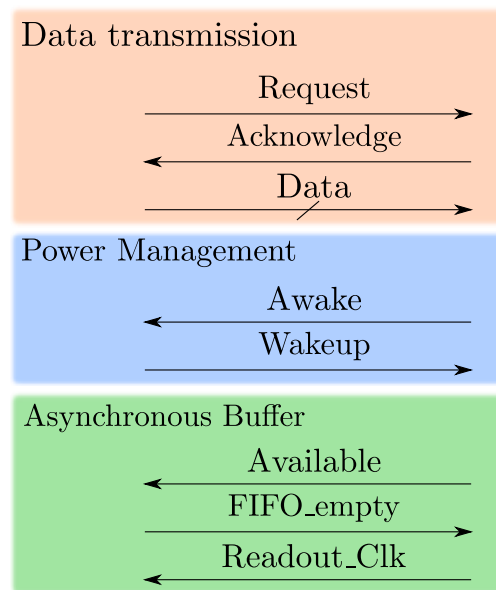 Data transmission
Request
Acknowledge
Data
Power Management
Awake
Wakeup
Asynchronous Buffer
Available
FIFO_empty
Readout_Clk